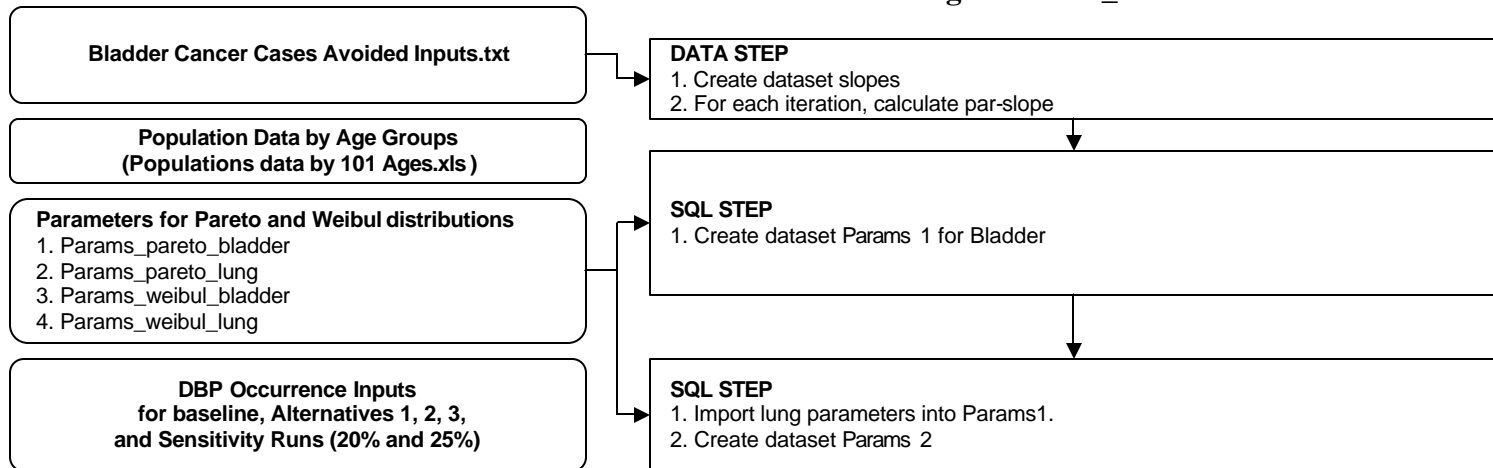 Bladder Cancer Cases Avoided Inputs.txt
DATA STEP
1. Create dataset slopes
2. For each iteration, calculate par-slope
Population Data by Age Groups
(Populations data by 101 Ages.xls )
Parameters for Pareto and Weibul distributions
1. Params_pareto_bladder
2. Params_pareto_lung
3. Params_weibul_bladder
4. Params_weibul_lung
SQL STEP
1. Create dataset Params 1 for Bladder
DBP Occurrence Inputs
for baseline, Alternatives 1, 2, 3,
and Sensitivity Runs (20% and 25%)
SQL STEP
1. Import lung parameters into Params1.
2. Create dataset Params 2